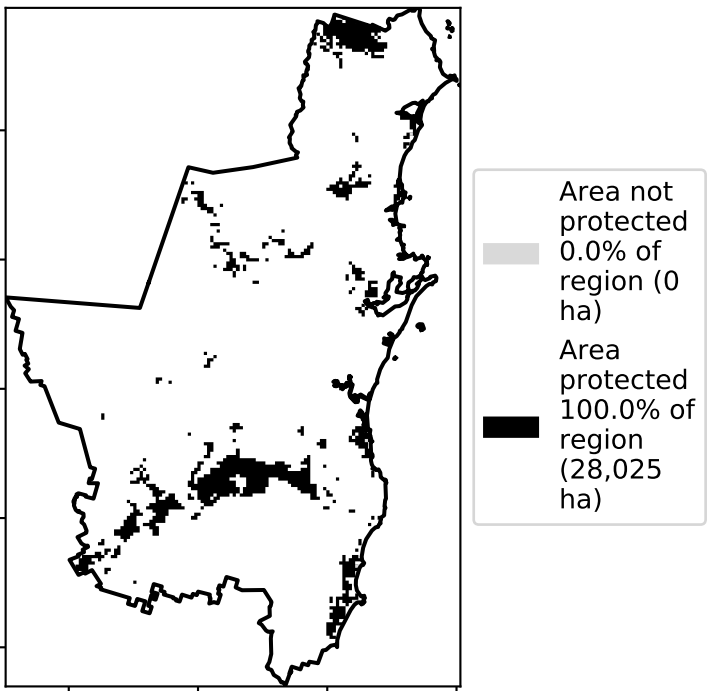 Area not
protected
0.0% of
region (0
ha)
Area
protected
100.0% of
region
(28,025
ha)